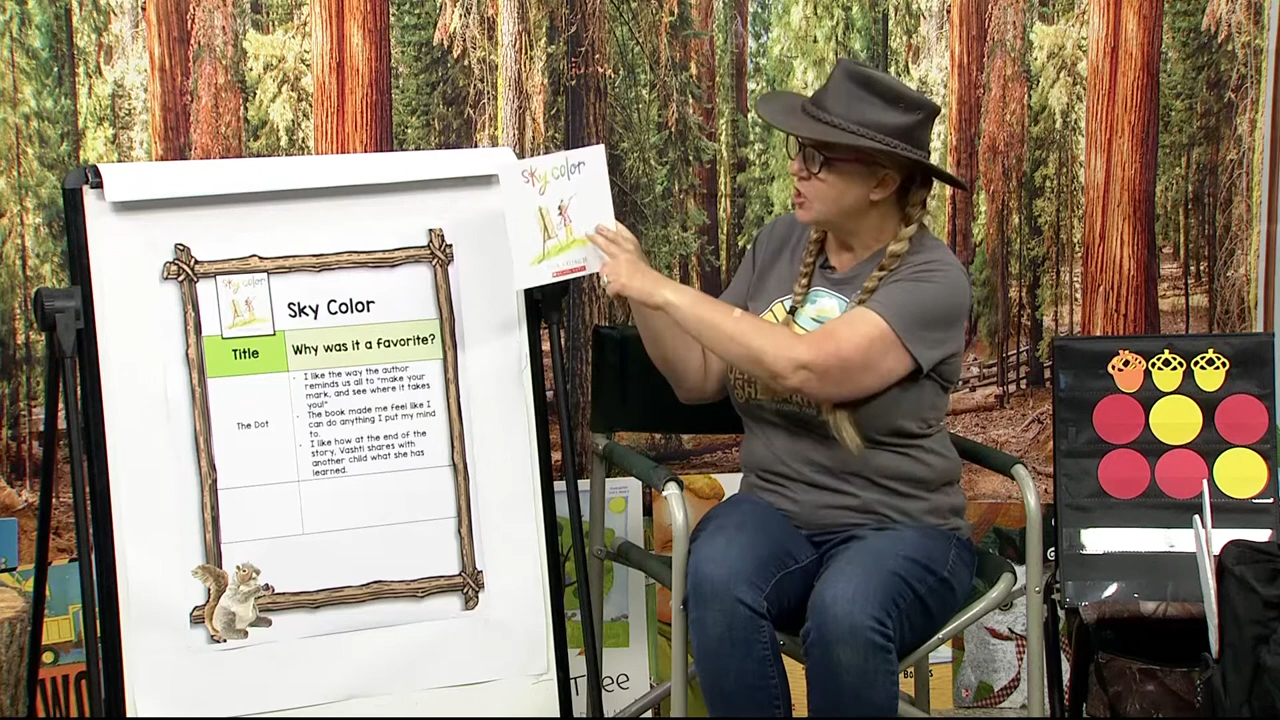 sky color
SCHOLASTIC
sky color
Sky Color
Title
Why was it a favorite?
The Dot
· I like the way the author
reminds us all to "make your
mark, and see where it takes
you!"
· The book made me feel like I
can do anything I put my mind
to.
· I like how at the end of the
story, Vashti shares with
another child what she has
learned.
Tree
WO